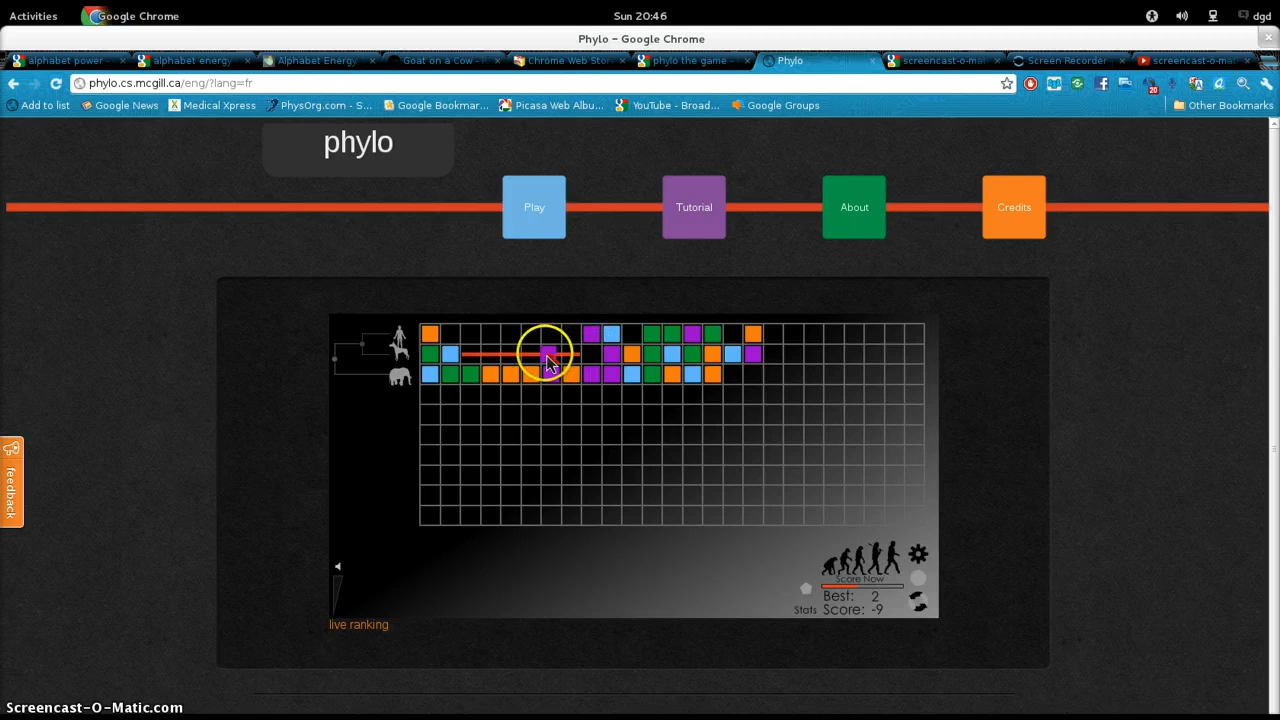 Activities
Google Chrome
Sun 20:46
dgd
Phylo – Google Chrome
alphabet power -
alphabet energy
Alphabet Energy
Goat on a Cow -
Chrome Web Stor
phylo the game –
Phylo
screencast-o-mat
Screen Recorder
screencast-o-mat
phylo.cs.mcgill.ca/eng/?lang=fr
20
Add to list
Google News
Medical Xpress
PhysOrg.com - S...
Google Bookmar...
Picasa Web Albu...
YouTube - Broad...
Google Groups
Other Bookmarks
phylo
Play
Tutorial
About
Credits
feedback
Score Now
Best: 2
Stats
Score: -9
live ranking
Screencast-O-Matic.com